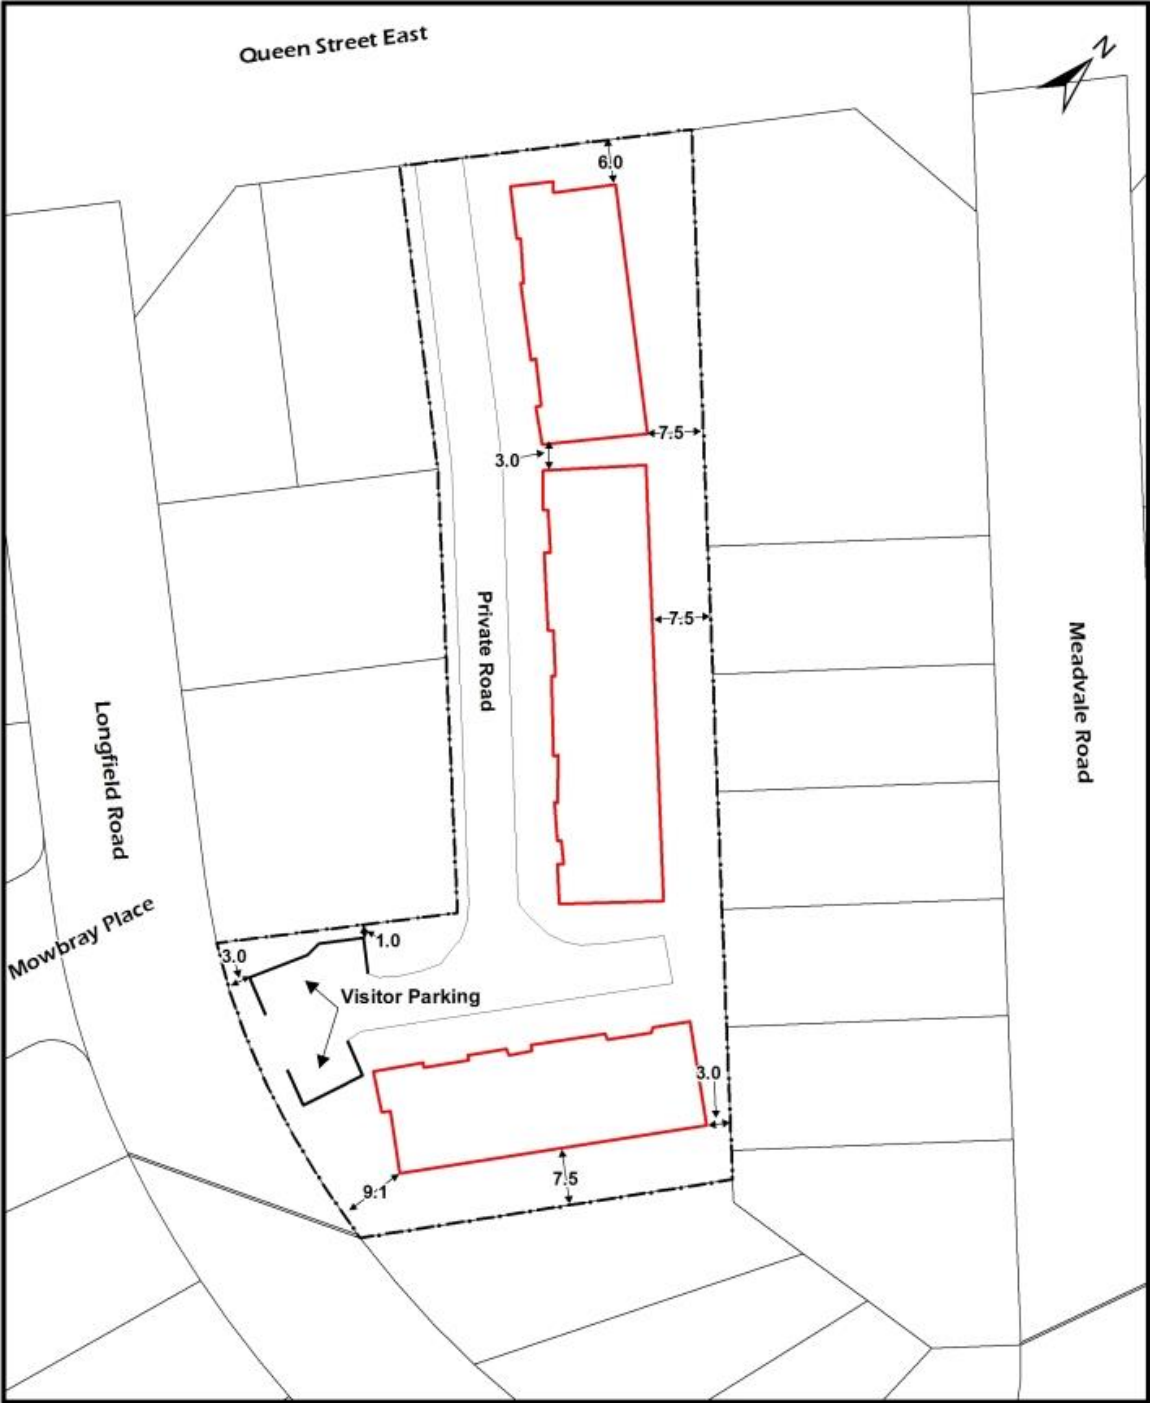 Queen Street East
N
6.0
7.5
3.0
7.5
Private Road
Meadvale Road
Longfield Road
Mowbray Place
1.0
3.0
Visitor Parking
3.0
9.1
7.5